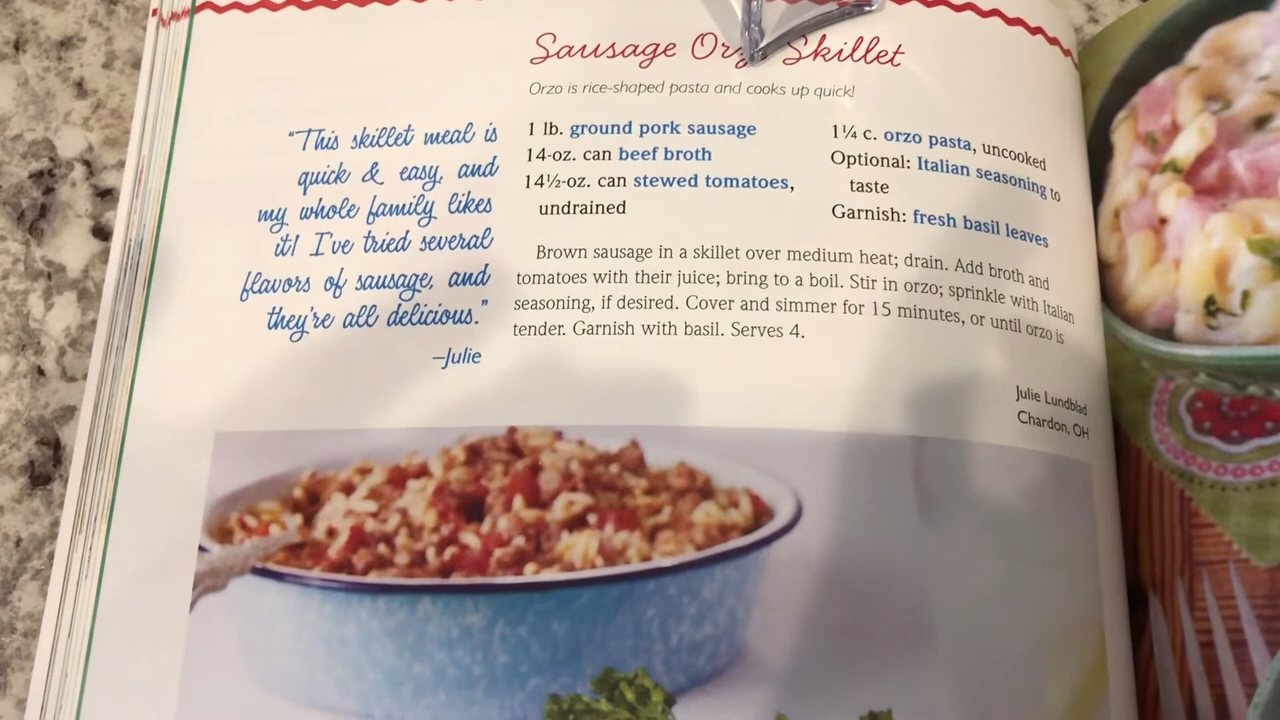 Sausage Orzo Skillet
Orzo is rice-shaped pasta and cooks up quick!
"This skillet meal is
quick & easy, and
my whole family likes
it! I've tried several
flavors of sausage, and
they're all delicious."
—Julie
1 lb. ground pork sausage
14-oz. can beef broth
14½-oz. can stewed tomatoes,
undrained
1¼ c. orzo pasta, uncooked
Optional: Italian seasoning to
taste
Garnish: fresh basil leaves
Brown sausage in a skillet over medium heat; drain. Add broth and
tomatoes with their juice; bring to a boil. Stir in orzo; sprinkle with Italian
seasoning, if desired. Cover and simmer for 15 minutes, or until orzo is
tender. Garnish with basil. Serves 4.
Julie Lundblad
Chardon, OH